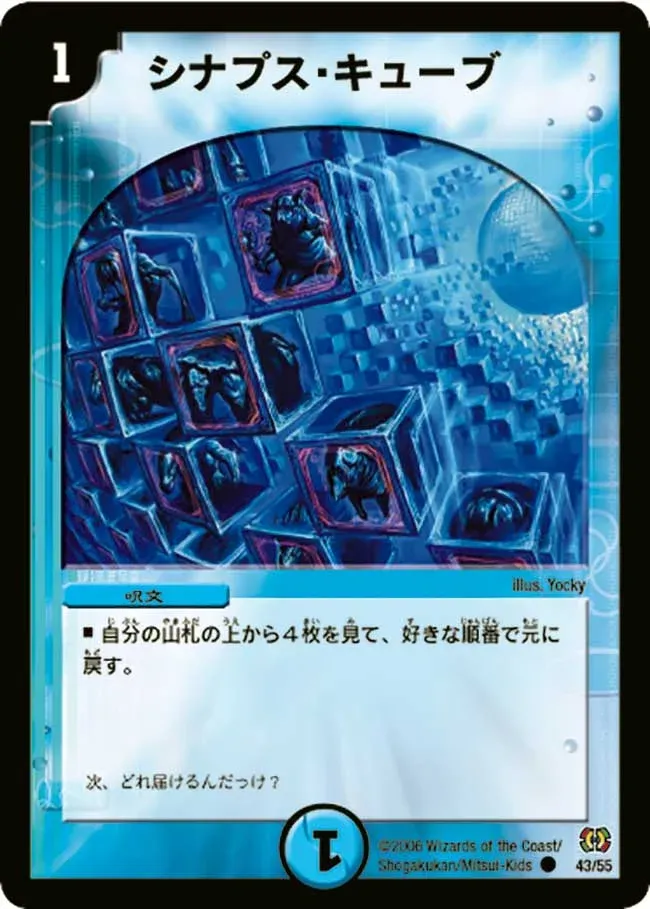 1
シナプス・キューブ
illus. Yocky
呪文
■ 自分の山札の上から4枚を見て、好きな順番で元に
戻す。
次、どれ届けるんだっけ？
1
©2006 Wizards of the Coast/
Shogakukan/Mitsui-Kids ●
43/55